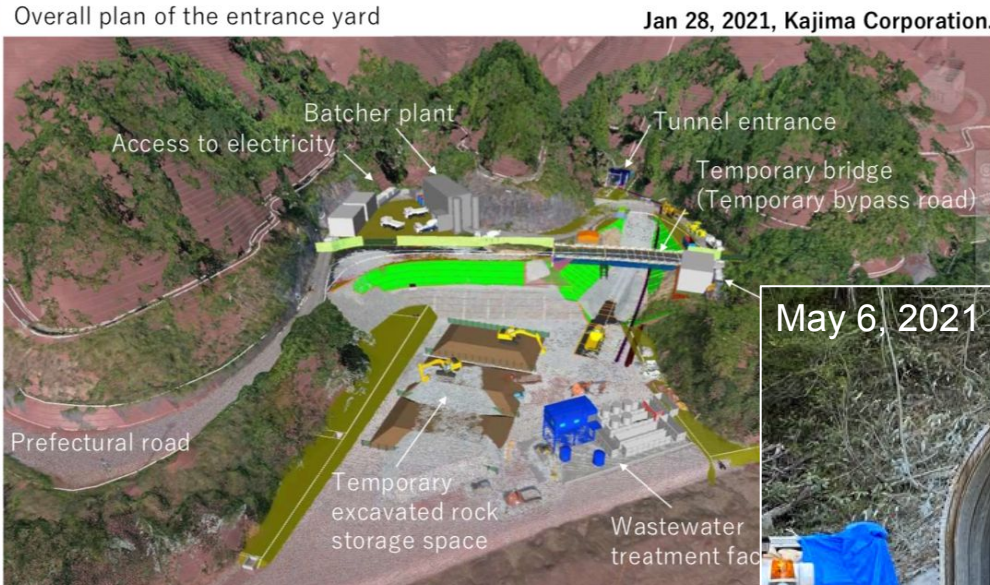 Overall plan of the entrance yard
Jan 28, 2021, Kajima Corporation.
Batcher plant
Access to electricity
Tunnel entrance
Temporary bridge
(Temporary bypass road)
May 6, 2021
Prefectural road
Temporary
excavated rock
storage space
Wastewater
treatment fac